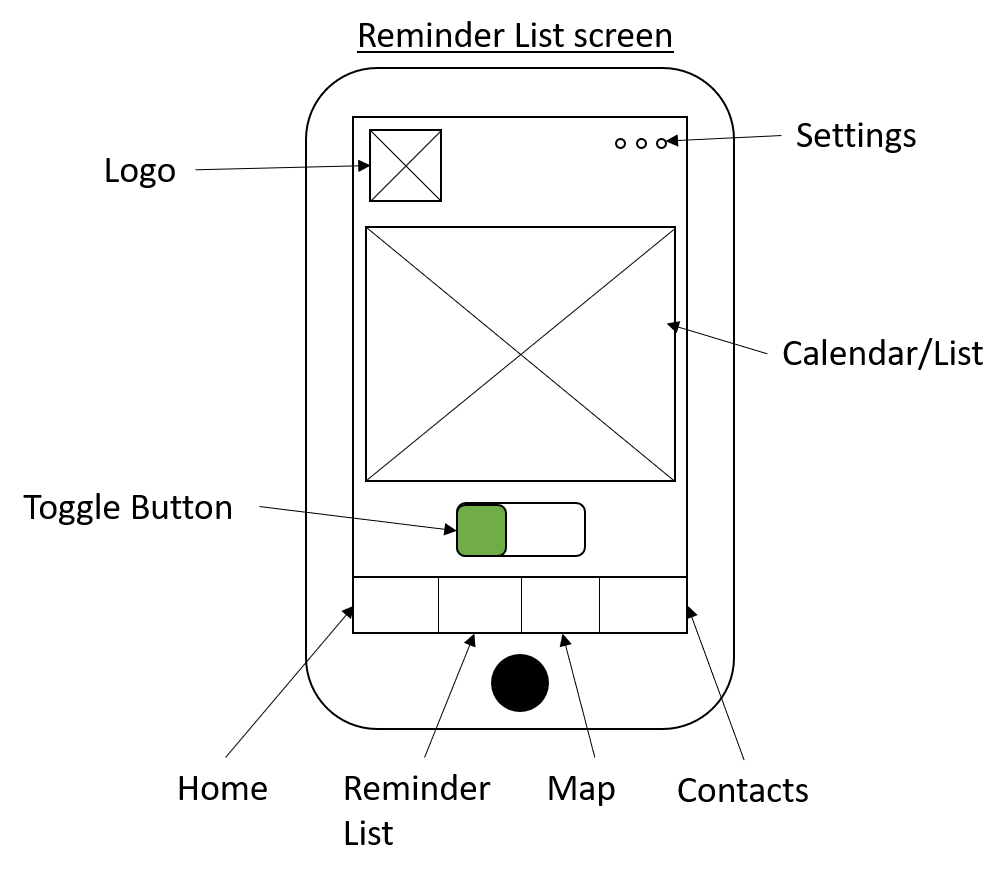 Reminder List screen
Settings
Logo
Calendar/List
Toggle Button
Home
Reminder
List
Map
Contacts